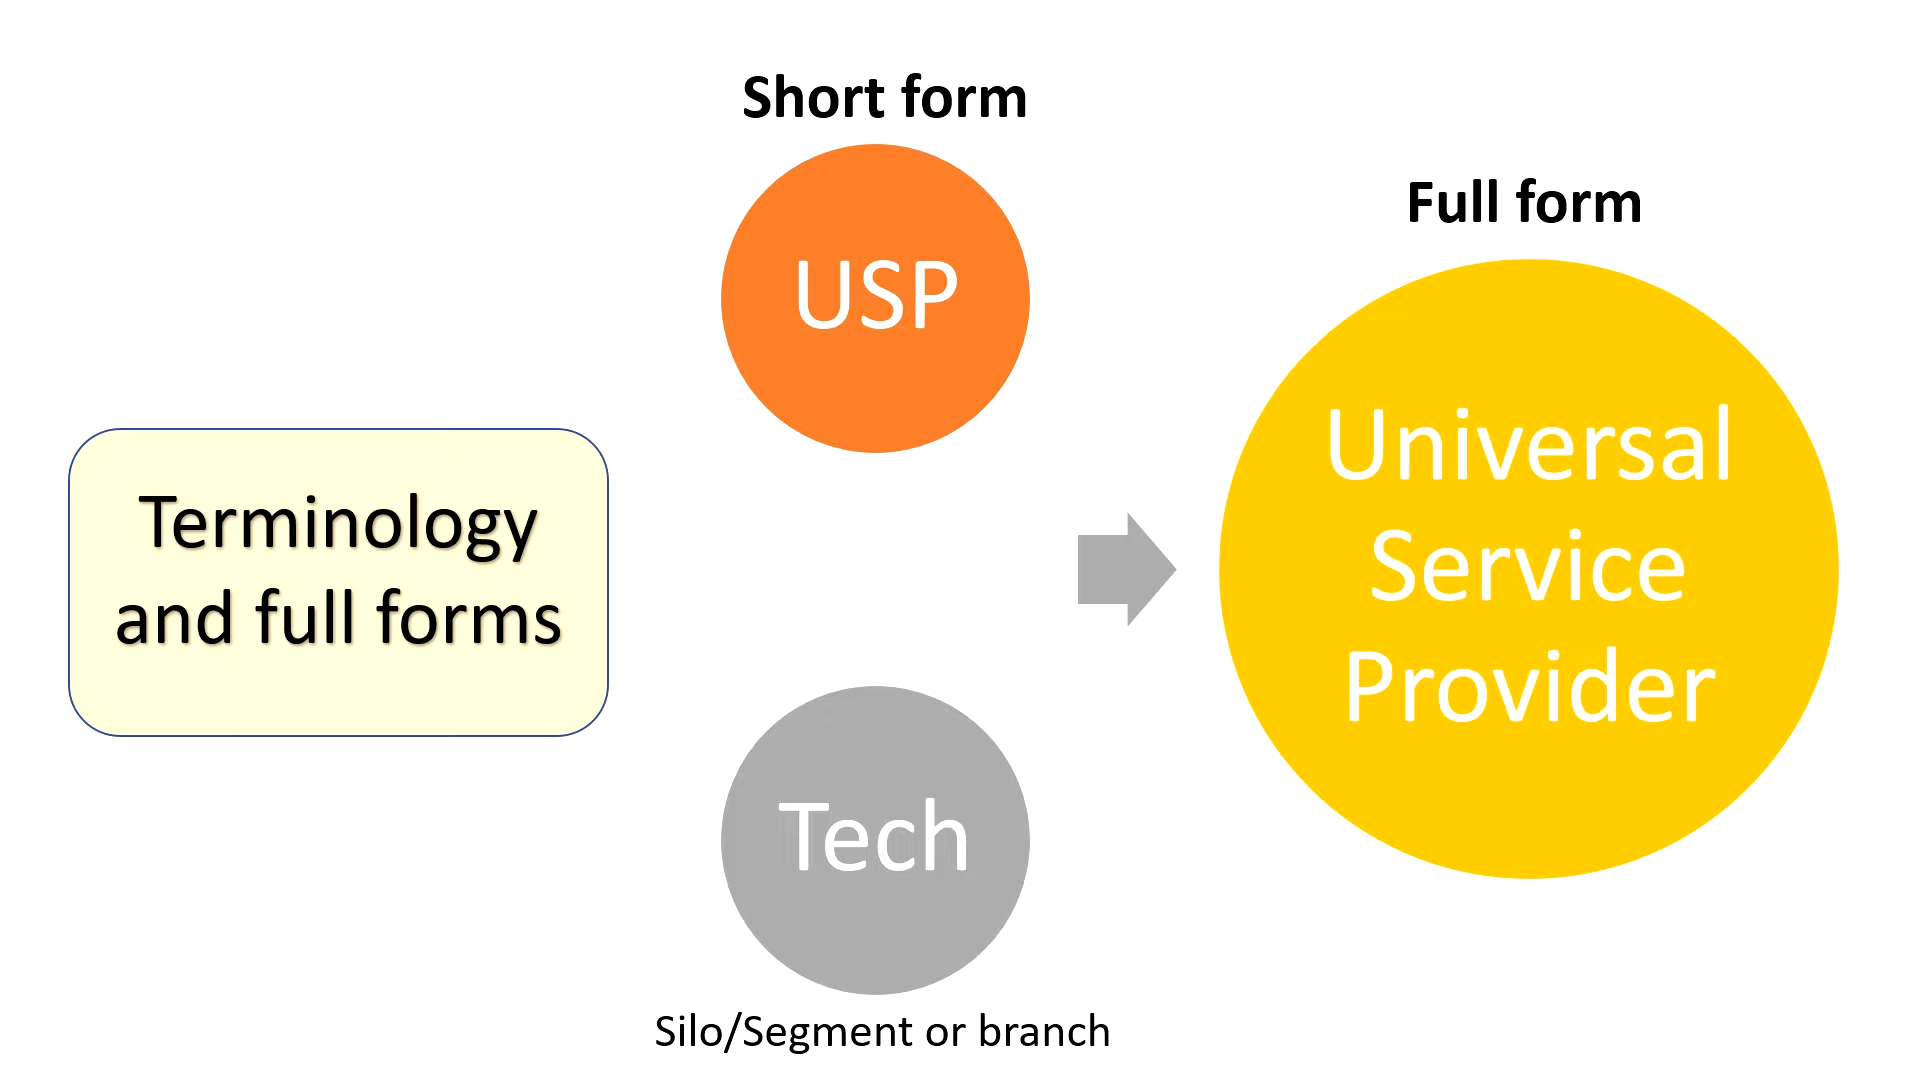 Short form
USP
Full form
Terminology
and full forms
Universal
Service
Provider
Tech
Silo/Segment or branch